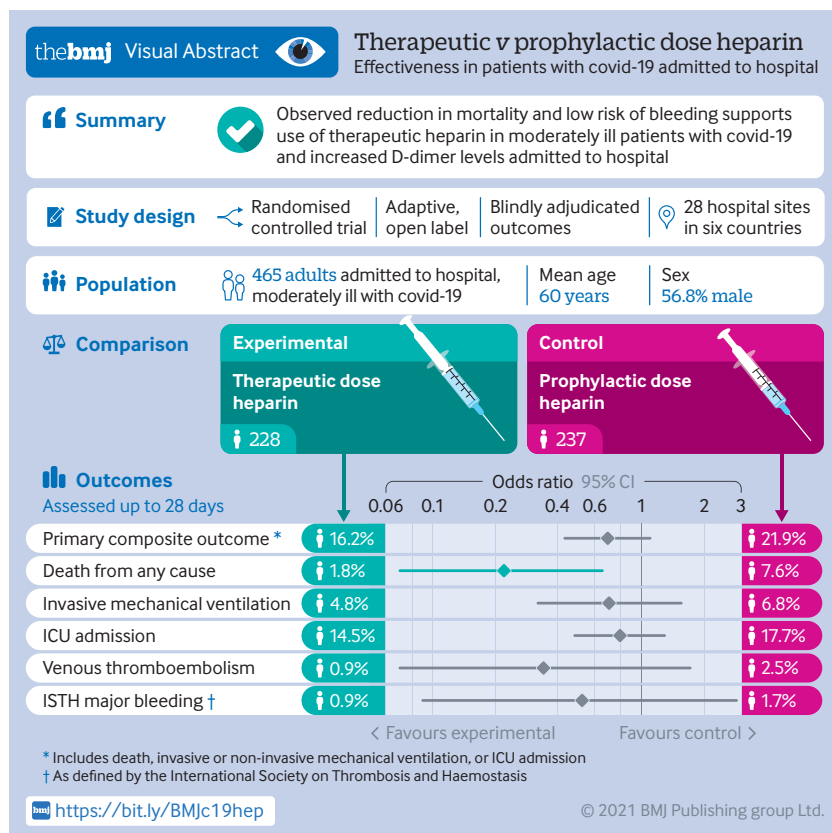 thebmj Visual Abstract
Therapeutic v prophylactic dose heparin
Effectiveness in patients with covid-19 admitted to hospital
Summary
Observed reduction in mortality and low risk of bleeding supports
use of therapeutic heparin in moderately ill patients with covid-19
and increased D-dimer levels admitted to hospital
Study design
Randomised
controlled trial
Adaptive,
open label
Blindly adjudicated
outcomes
28 hospital sites
in six countries
Population
465 adults admitted to hospital,
moderately ill with covid-19
Mean age
60 years
Sex
56.8% male
Comparison
Experimental
Therapeutic dose
heparin
228
Control
Prophylactic dose
heparin
237
Outcomes
Assessed up to 28 days
Odds ratio 95% CI
0.06 0.1 0.2 0.4 0.6 1 2 3
Primary composite outcome * 16.2% 21.9%
Death from any cause 1.8% 7.6%
Invasive mechanical ventilation 4.8% 6.8%
ICU admission 14.5% 17.7%
Venous thromboembolism 0.9% 2.5%
ISTH major bleeding † 0.9% 1.7%
< Favours experimental Favours control >
* Includes death, invasive or non-invasive mechanical ventilation, or ICU admission
† As defined by the International Society on Thrombosis and Haemostasis
bmj https://bit.ly/BMJc19hep
© 2021 BMJ Publishing group Ltd.